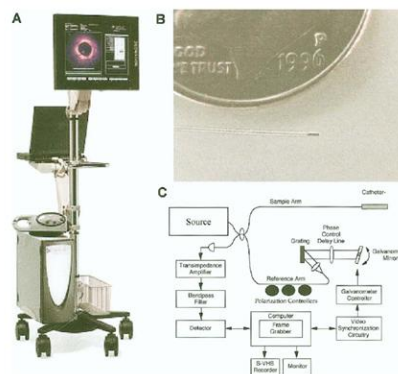 A
B
GOD
TRUST
1996
P
C
Source
Sample Arm
Catheter
Grating
Phase
Control
Delay Line
Galvanometer
Mirror
Transimpedance
Amplifier
Reference Arm
Bandpass
Filter
Polarization Controllers
Galvanometer
Controller
Detector
Computer
Frame
Grabber
Video
Synchronization
Circuitry
S-VHS
Recorder
Monitor